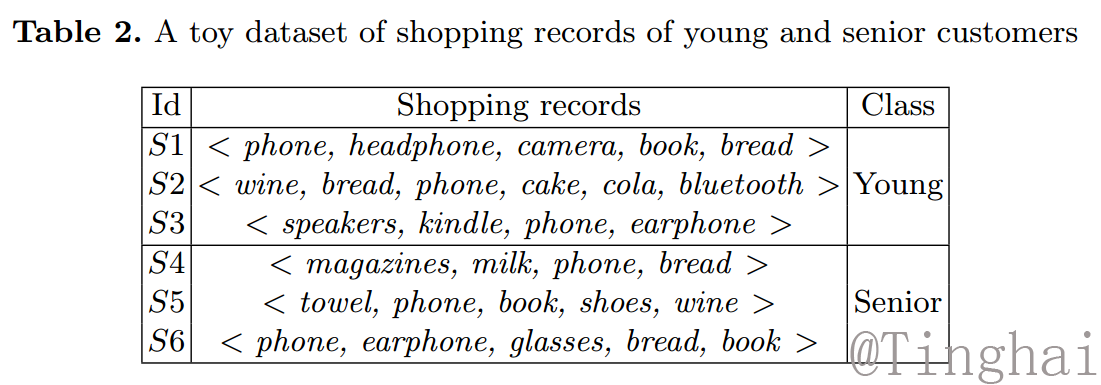 Table 2. A toy dataset of shopping records of young and senior customers
Id Shopping records Class
S1 < phone, headphone, camera, book, bread >
S2 < wine, bread, phone, cake, cola, bluetooth > Young
S3 < speakers, kindle, phone, earphone >
S4 < magazines, milk, phone, bread >
S5 < towel, phone, book, shoes, wine > Senior
S6 < phone, earphone, glasses, bread, book >
@Tinghai